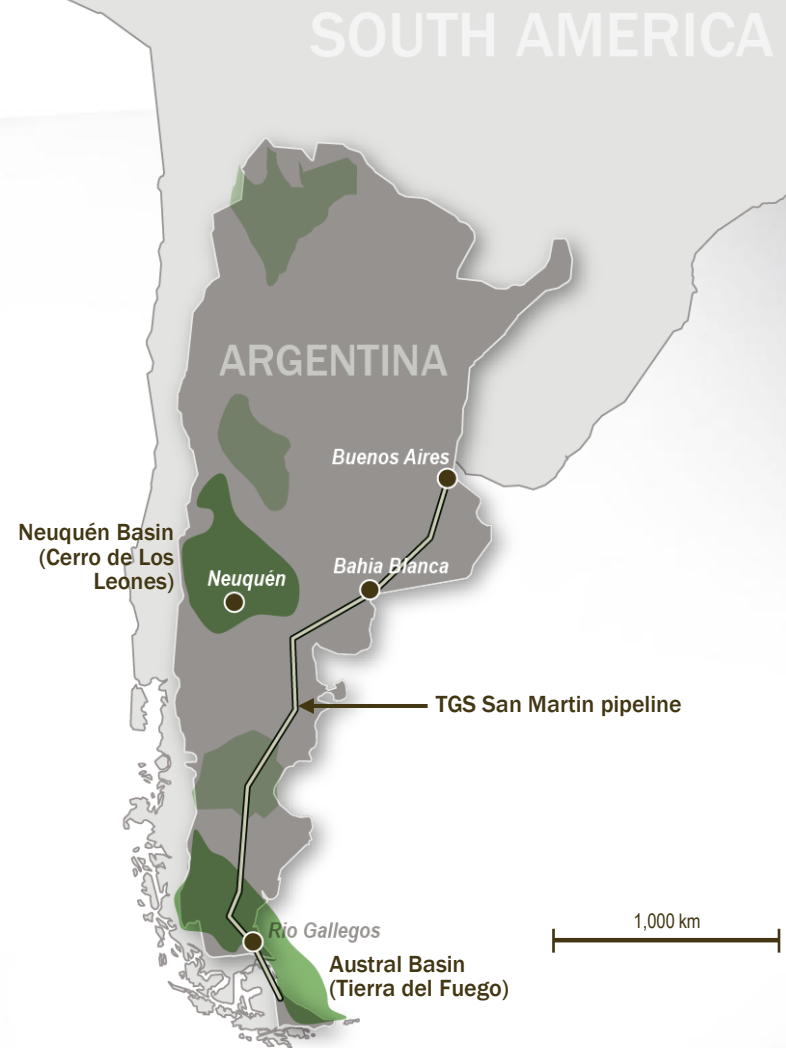 SOUTH AMERICA
ARGENTINA
Buenos Aires
Neuquén Basin
(Cerro de Los
Leones)
Neuquén
Bahia Blanca
TGS San Martin pipeline
1,000 km
Rio Gallegos
Austral Basin
(Tierra del Fuego)